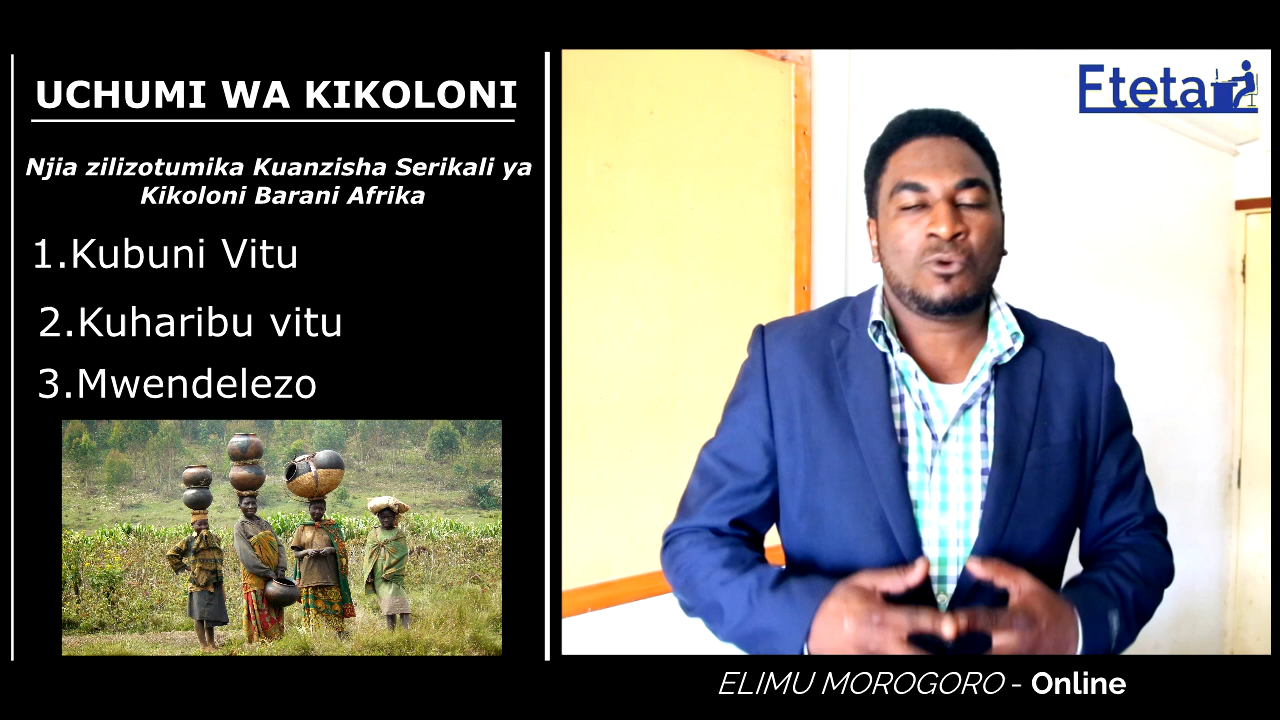 UCHUMI WA KIKOLONI
Njia zilizotumika Kuanzisha Serikali ya
Kikoloni Barani Afrika
1.Kubuni Vitu
2.Kuharibu vitu
3.Mwendelezo
Eteta
ELIMU MOROGORO - Online